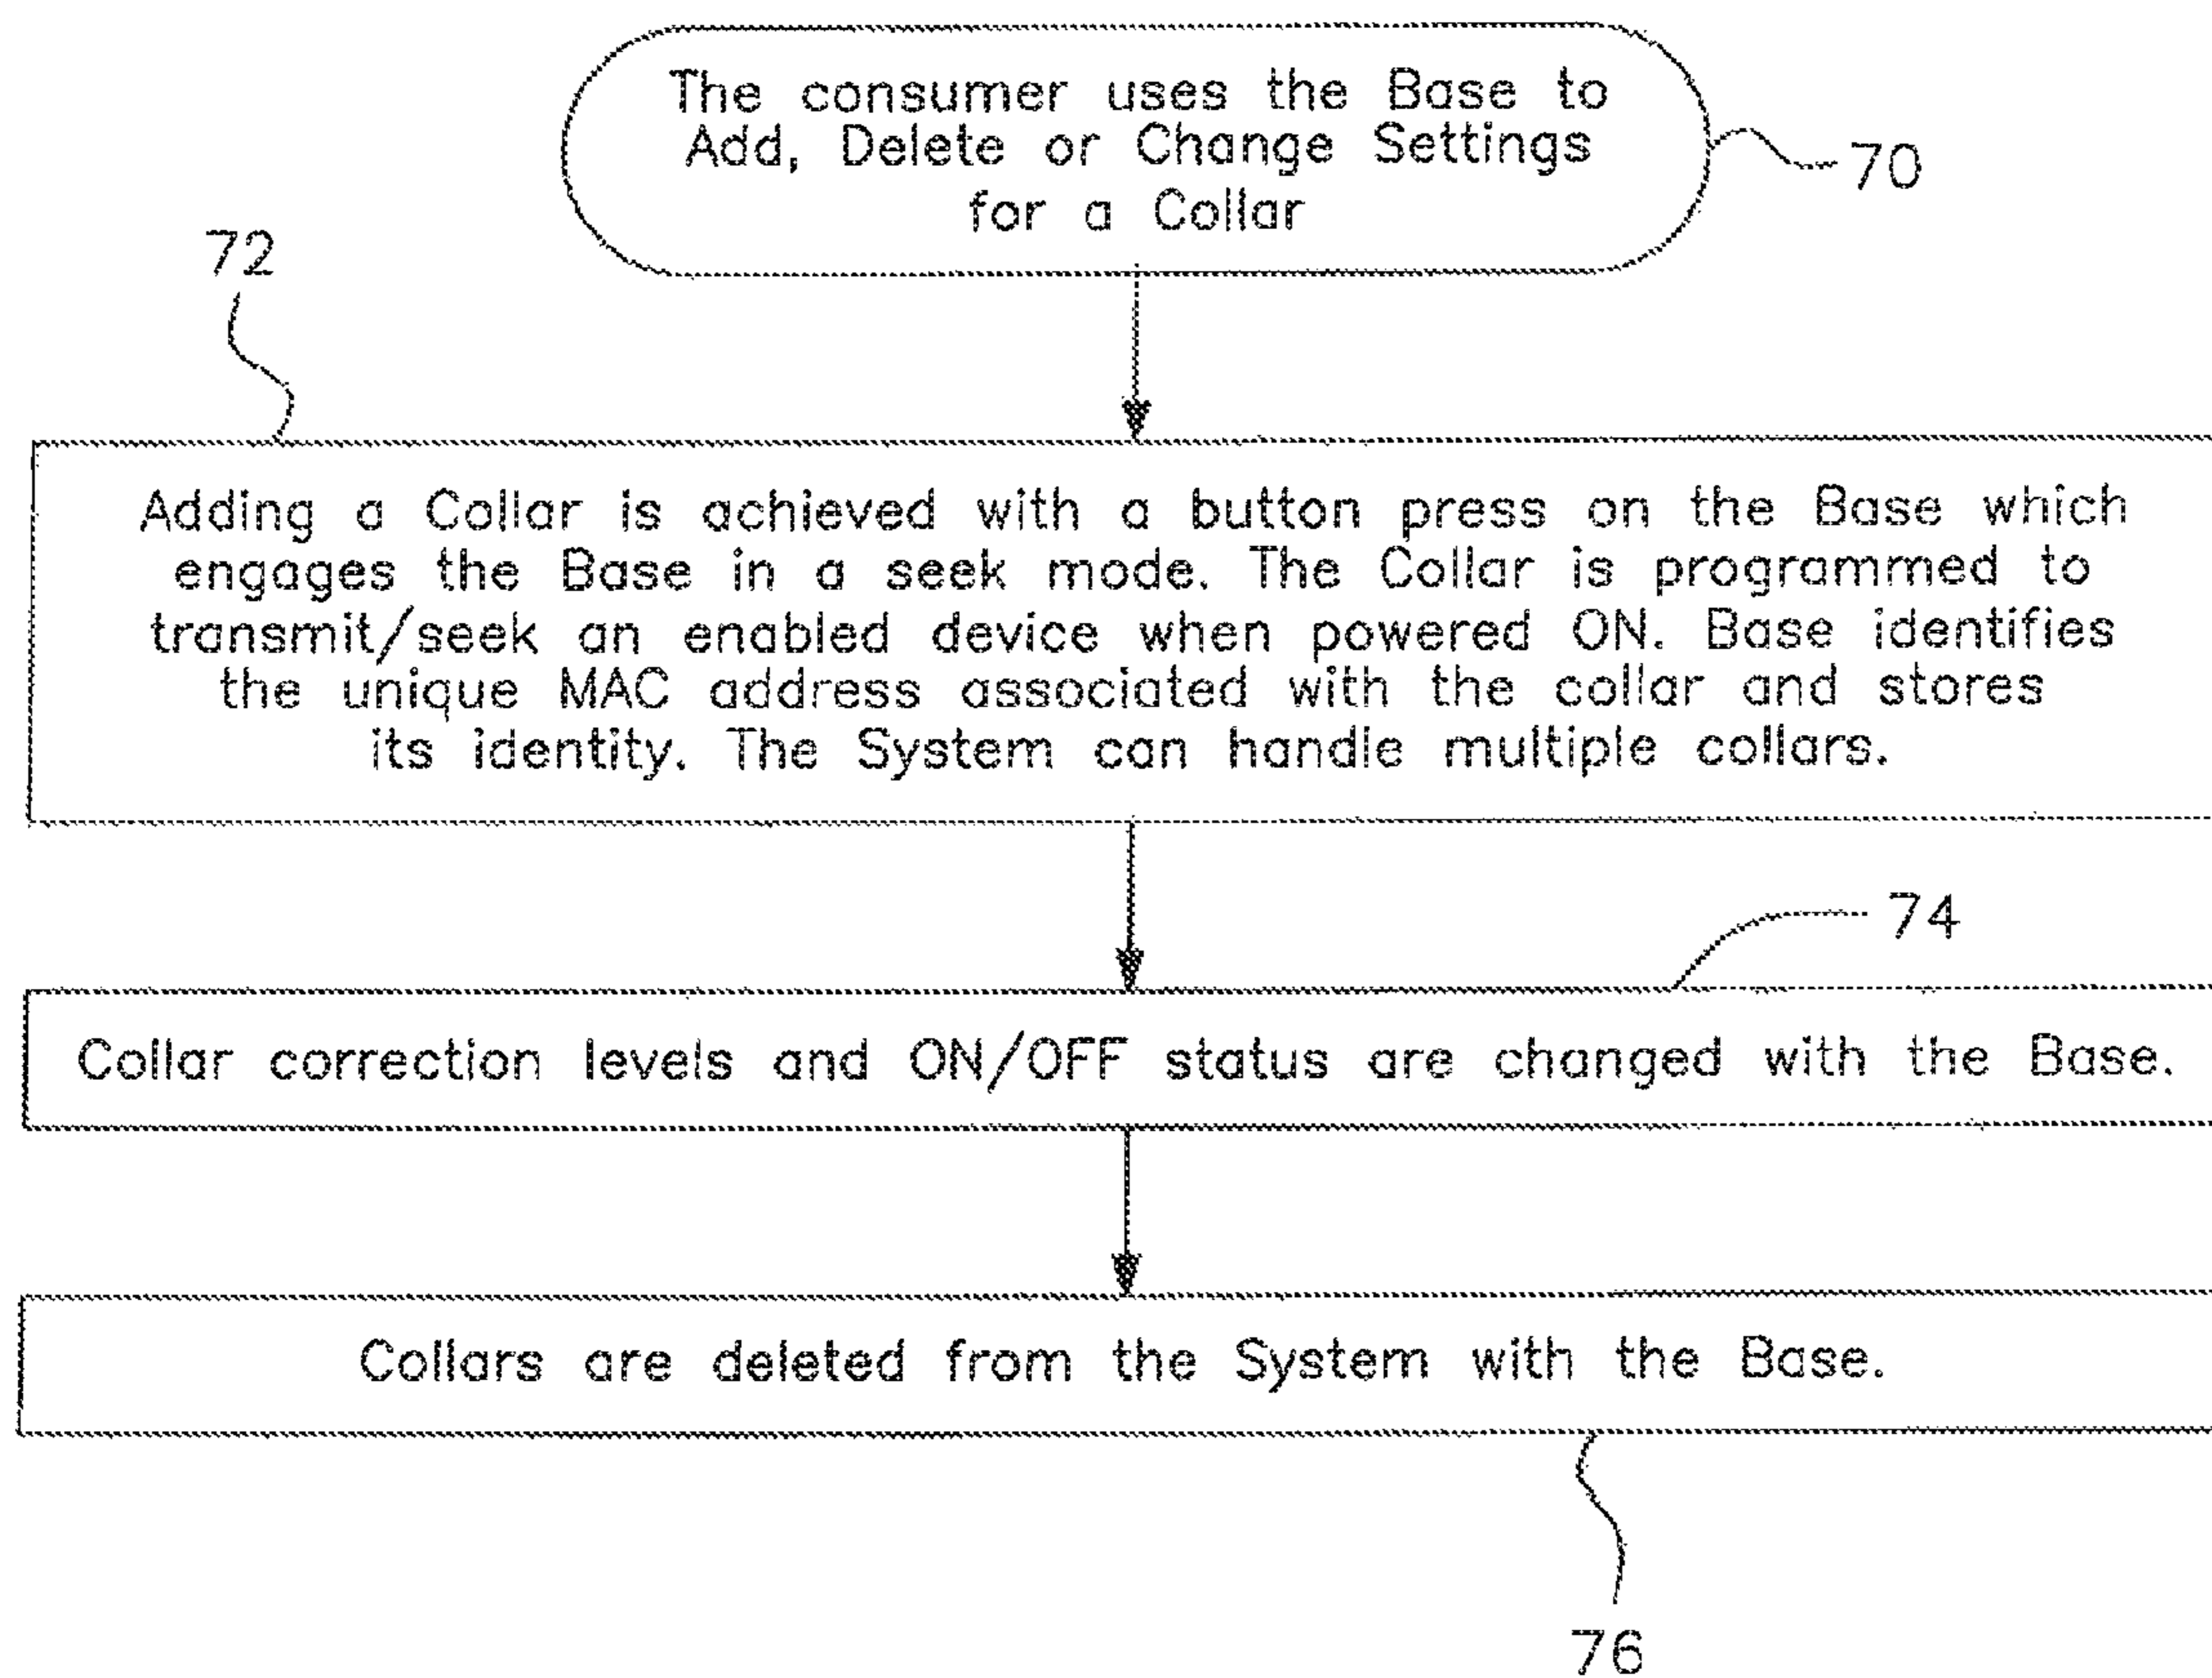 The consumer uses the Base to
Add, Delete or Change Settings
for a Collar
70
72
Adding a Collar is achieved with a button press on the Base which
engages the Base in a seek mode. The Collar is programmed to
transmit/seek an enabled device when powered ON. Base identifies
the unique MAC address associated with the collar and stores
its identity. The System can handle multiple collars.
74
Collar correction levels and ON/OFF status are changed with the Base.
Collars are deleted from the System with the Base.
76